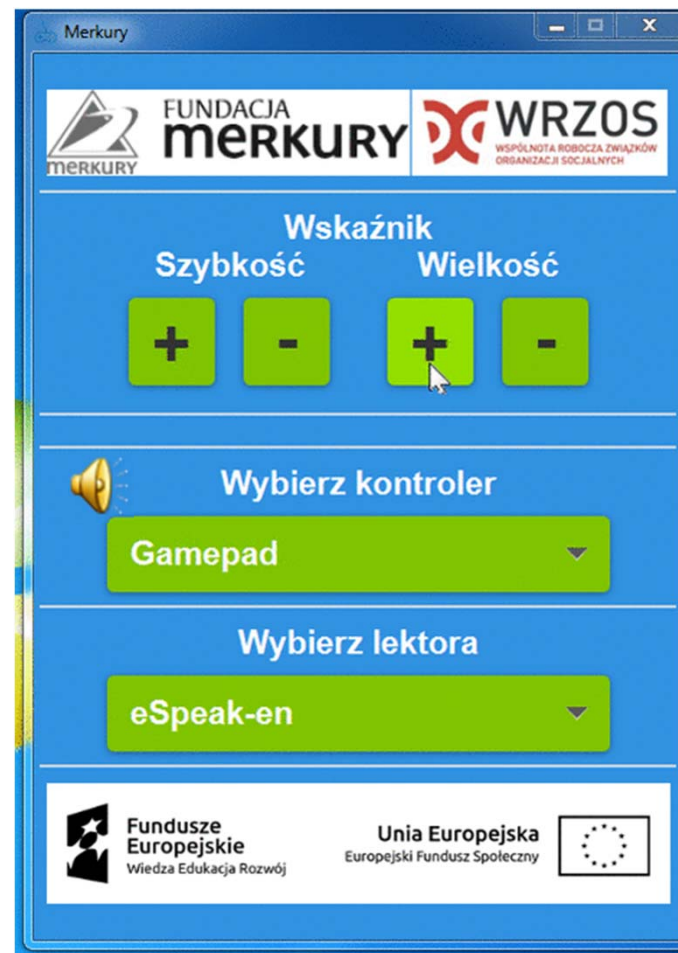 Merkury
FUNDACJA
merkury
merkury
WRZOS
WSPÓLNOTA ROBOCZA ZWIĄZKÓW
ORGANIZACJI SOCJALNYCH
Wskaźnik
Szybkość Wielkość
+ - + -
Wybierz kontroler
Gamepad
Wybierz lektora
eSpeak-en
Fundusze
Europejskie
Wiedza Edukacja Rozwój
Unia Europejska
Europejski Fundusz Społeczny